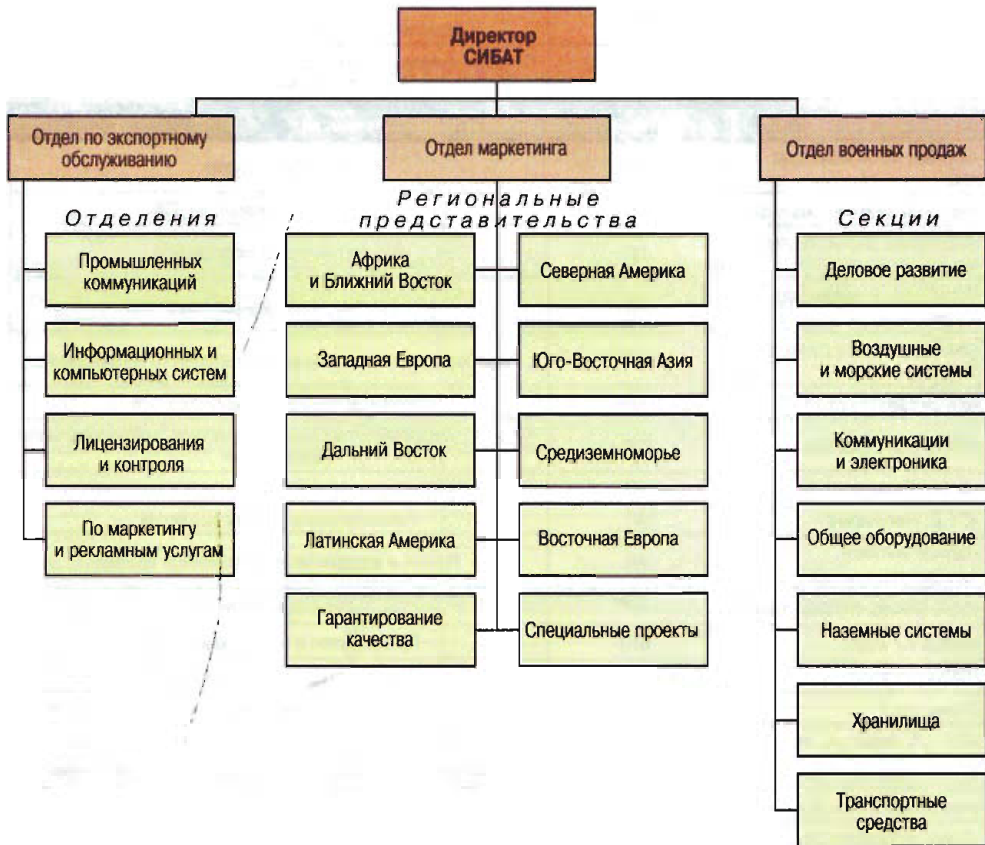 Директор
СИБАТ
Отдел по экспортному
обслуживанию
Отдел маркетинга
Отдел военных продаж
Отделения
Региональные
представительства
Секции
Промышленных
коммуникаций
Информационных и
компьютерных систем
Лицензирования
и контроля
По маркетингу
и рекламным услугам
Африка
и Ближний Восток
Северная Америка
Западная Европа
Юго-Восточная Азия
Дальний Восток
Средиземноморье
Латинская Америка
Восточная Европа
Гарантирование
качества
Специальные проекты
Деловое развитие
Воздушные
и морские системы
Коммуникации
и электроника
Общее оборудование
Наземные системы
Хранилища
Транспортные
средства